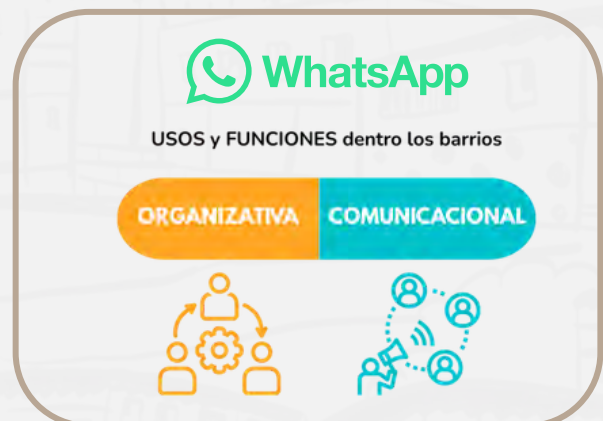 WhatsApp
USOS y FUNCIONES dentro los barrios
ORGANIZATIVA COMUNICACIONAL